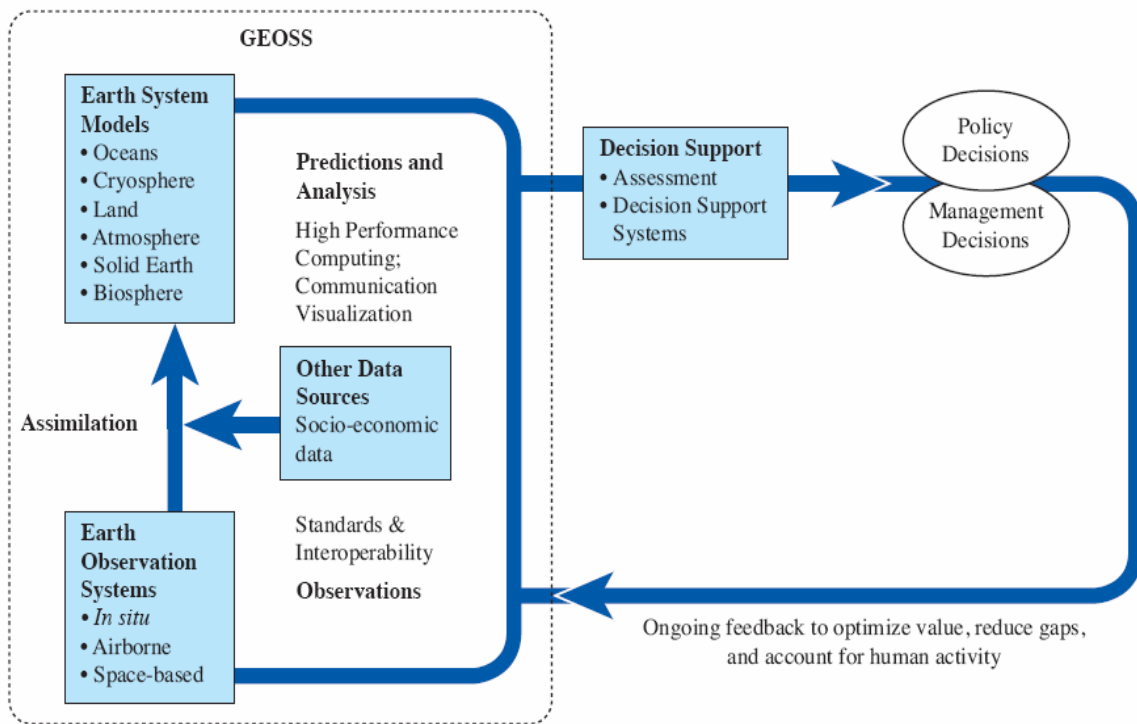 GEOSS
Earth System
Models
• Oceans
• Cryosphere
• Land
• Atmosphere
• Solid Earth
• Biosphere
Predictions and
Analysis
High Performance
Computing;
Communication
Visualization
Other Data
Sources
Socio-economic
data
Assimilation
Earth
Observation
Systems
• In situ
• Airborne
• Space-based
Standards &
Interoperability
Observations
Decision Support
• Assessment
• Decision Support
Systems
Policy
Decisions
Management
Decisions
Ongoing feedback to optimize value, reduce gaps,
and account for human activity